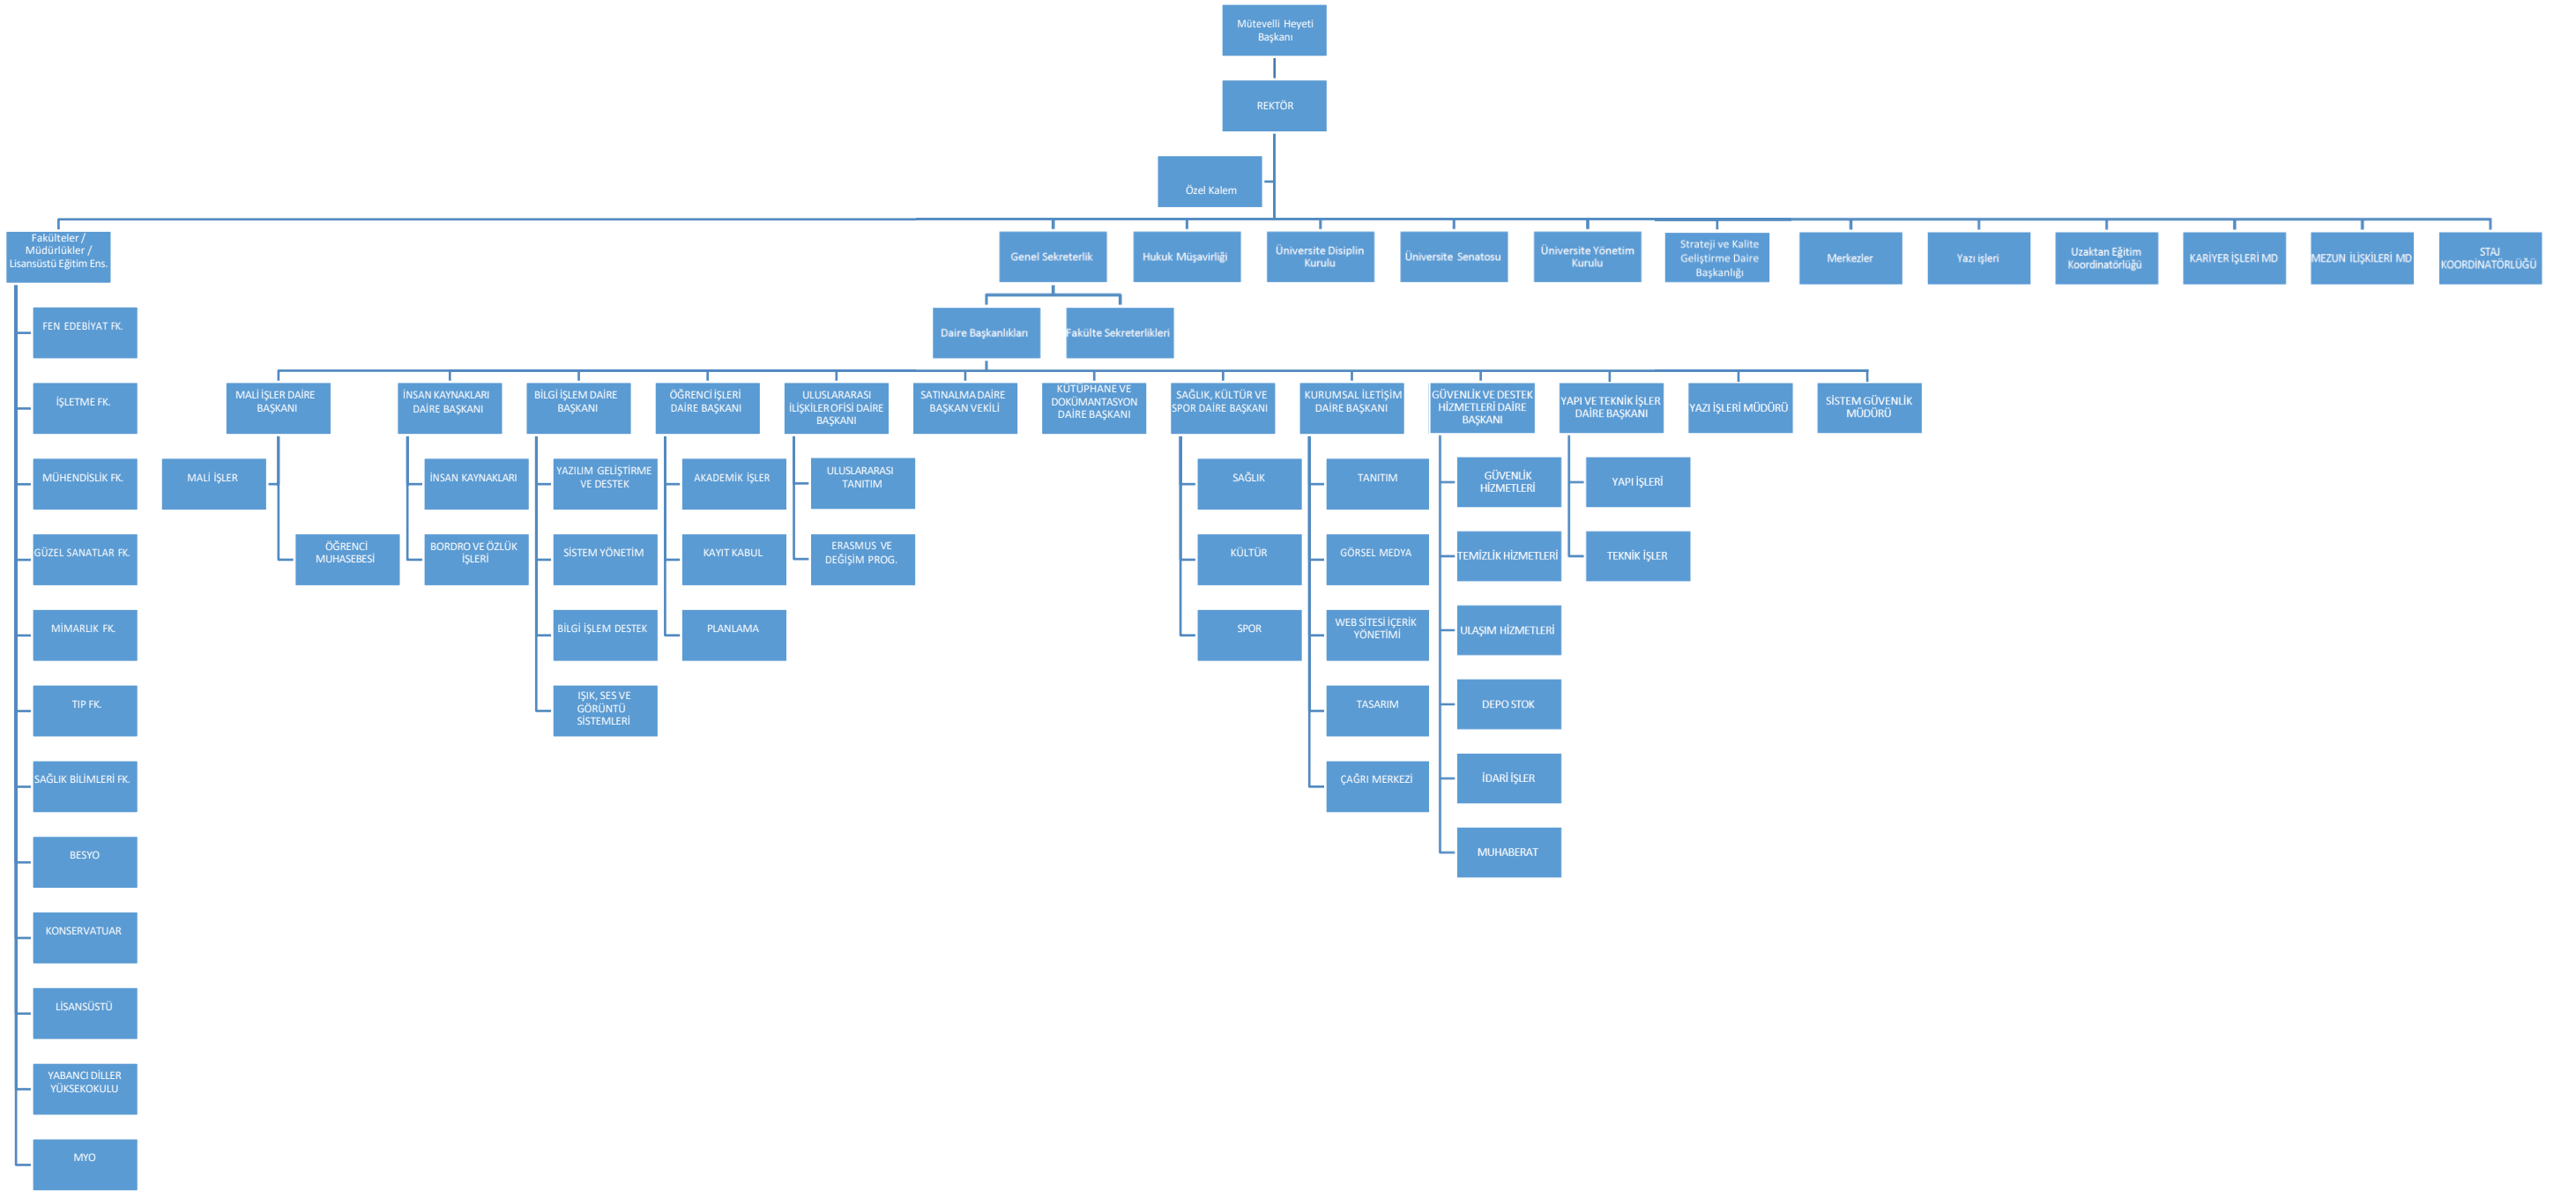 Mütevelli Heyeti
Başkanı
REKTÖR
Özel Kalem
Fakülteler /
Müdürlükler /
Lisansüstü Eğitim Ens.
Genel Sekreterlik
Hukuk Müşavirliği
Üniversite Disiplin
Kurulu
Üniversite Senatosu
Üniversite Yönetim
Kurulu
Strateji ve Kalite
Geliştirme Daire
Başkanlığı
Merkezler
Yazı işleri
Uzaktan Eğitim
Koordinatörlüğü
KARİYER İŞLERİ MD
MEZUN İLİŞKİLERİ MD
STAJ
KOORDİNATÖRLÜĞÜ
Daire Başkanlıkları
Fakülte Sekreterlikleri
FEN EDEBİYAT FK.
İŞLETME FK.
MÜHENDİSLİK FK.
GÜZEL SANATLAR FK.
MİMARLIK FK.
TIP FK.
SAĞLIK BİLİMLERİ FK.
BESYO
KONSERVATUAR
LİSANSÜSTÜ
YABANCI DİLLER
YÜKSEKOKULU
MYO
MALİ İŞLER DAİRE
BAŞKANI
MALİ İŞLER
ÖĞRENCİ
MUHASEBESİ
İNSAN KAYNAKLARI
DAİRE BAŞKANI
İNSAN KAYNAKLARI
BORDRO VE ÖZLÜK
İŞLERİ
BİLGİ İŞLEM DAİRE
BAŞKANI
YAZILIM GELİŞTİRME
VE DESTEK
SİSTEM YÖNETİM
BİLGİ İŞLEM DESTEK
IŞIK, SES VE
GÖRÜNTÜ
SİSTEMLERİ
ÖĞRENCİ İŞLERİ
DAİRE BAŞKANI
AKADEMİK İŞLER
KAYIT KABUL
PLANLAMA
ULUSLARARASI
İLİŞKİLER OFİSİ DAİRE
BAŞKANI
ULUSLARARASI
TANITIM
ERASMUS VE
DEĞİŞİM PROG.
SATINALMA DAİRE
BAŞKAN VEKİLİ
KÜTÜPHANE VE
DOKÜMANTASYON
DAİRE BAŞKANI
SAĞLIK, KÜLTÜR VE
SPOR DAİRE BAŞKANI
SAĞLIK
KÜLTÜR
SPOR
KURUMSAL İLETİŞİM
DAİRE BAŞKANI
TANITIM
GÖRSEL MEDYA
WEB SİTESİ İÇERİK
YÖNETİMİ
TASARIM
ÇAĞRI MERKEZİ
GÜVENLİK VE DESTEK
HİZMETLERİ DAİRE
BAŞKANI
GÜVENLİK
HİZMETLERİ
TEMİZLİK HİZMETLERİ
ULAŞIM HİZMETLERİ
DEPO STOK
İDARİ İŞLER
MUHABERAT
YAPI VE TEKNİK İŞLER
DAİRE BAŞKANI
YAPI İŞLERİ
TEKNİK İŞLER
YAZI İŞLERİ MÜDÜRÜ
SİSTEM GÜVENLİK
MÜDÜRÜ